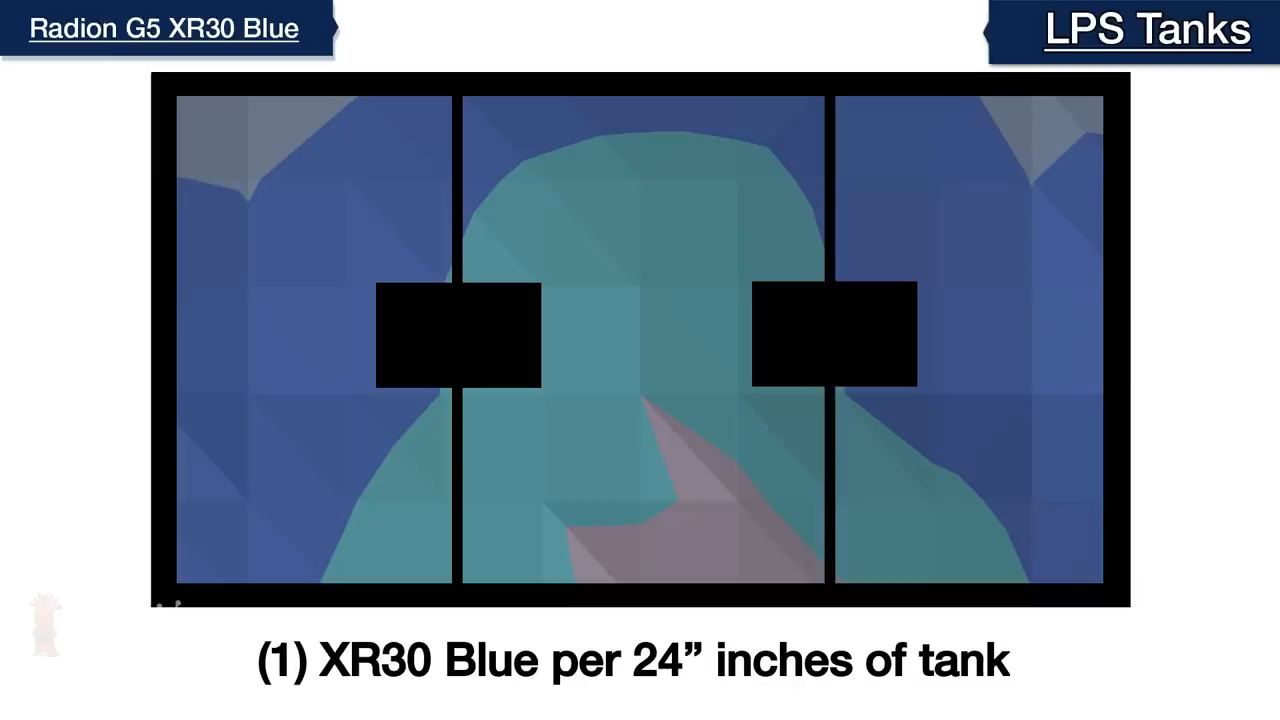 Radion G5 XR30 Blue
LPS Tanks
(1) XR30 Blue per 24” inches of tank